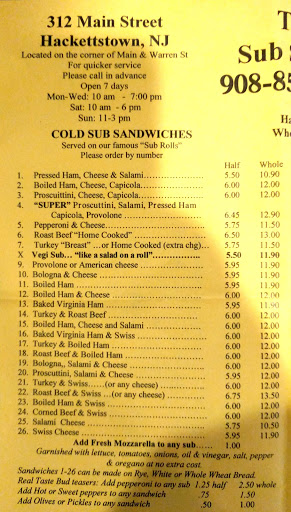 312 Main Street
Hackettstown, NJ
Located on the corner of Main & Warren St
For quicker service
Please call in advance
Open 7 days
Mon-Wed: 10 am - 7:00 pm
Sat: 10 am - 6 pm
Sun: 11-3 pm
T
Sub S
908-85
Ha
Whe
COLD SUB SANDWICHES
Served on our famous "Sub Rolls"
Please order by number
Half Whole
1. Pressed Ham, Cheese & Salami 5.50 10.90
2. Boiled Ham, Cheese, Capicola 6.00 12.00
3. Proscuittini, Cheese, Capicola 6.00 12.00
4. "SUPER" Proscuttini, Salami, Pressed Ham
Capicola, Provolone 6.45 12.90
5. Pepperoni & Cheese 5.75 11.50
6. Roast Beef "Home Cooked" 6.50 13.00
7. Turkey "Breast" ...or Home Cooked (extra chg)... 5.75 11.50
X Vegi Sub... "like a salad on a roll" 5.50 11.90
9. Provolone or American cheese 5.95 11.90
10. Bologna & Cheese 5.95 11.90
11. Boiled Ham 5.95 11.90
12. Boiled Ham & Cheese 6.00 12.00
13. Baked Virginia Ham 5.95 11.90
14. Turkey & Roast Beef 6.00 12.00
15. Boiled Ham, Cheese and Salami 6.00 12.00
16. Baked Virginia Ham & Swiss 6.00 12.00
17. Turkey & Boiled Ham 6.00 12.00
18. Roast Beef & Boiled Ham 6.00 12.00
19. Bologna,, Salami & Cheese 6.00 12.00
20. Proscuttini, Salami & Cheese 5.95 11.90
21. Turkey & Swiss......(or any cheese) 6.00 12.00
22. Roast Beef & Swiss ...(or any cheese) 6.75 13.50
23. Boiled Ham & Swiss 6.00 12.00
24. Corned Beef & Swiss 6.00 12.00
25. Salami Cheese 5.75 10.50
26. Swiss Cheese 5.95 11.90
Add Fresh Mozzarella to any sub...... 1.00
Garnished with lettuce, tomatoes, onions, oil & vinegar, salt, pepper
& oregano at no extra cost.
Sandwiches 1-26 can be made on Rye, White or Whole Wheat Bread.
Real Taste Bud teasers: Add pepperoni to any sub 1.25 half 2.50 whole
Add Hot or Sweet peppers to any sandwich .75 1.50
Add Olives or Pickles to any sandwich .50 1.00